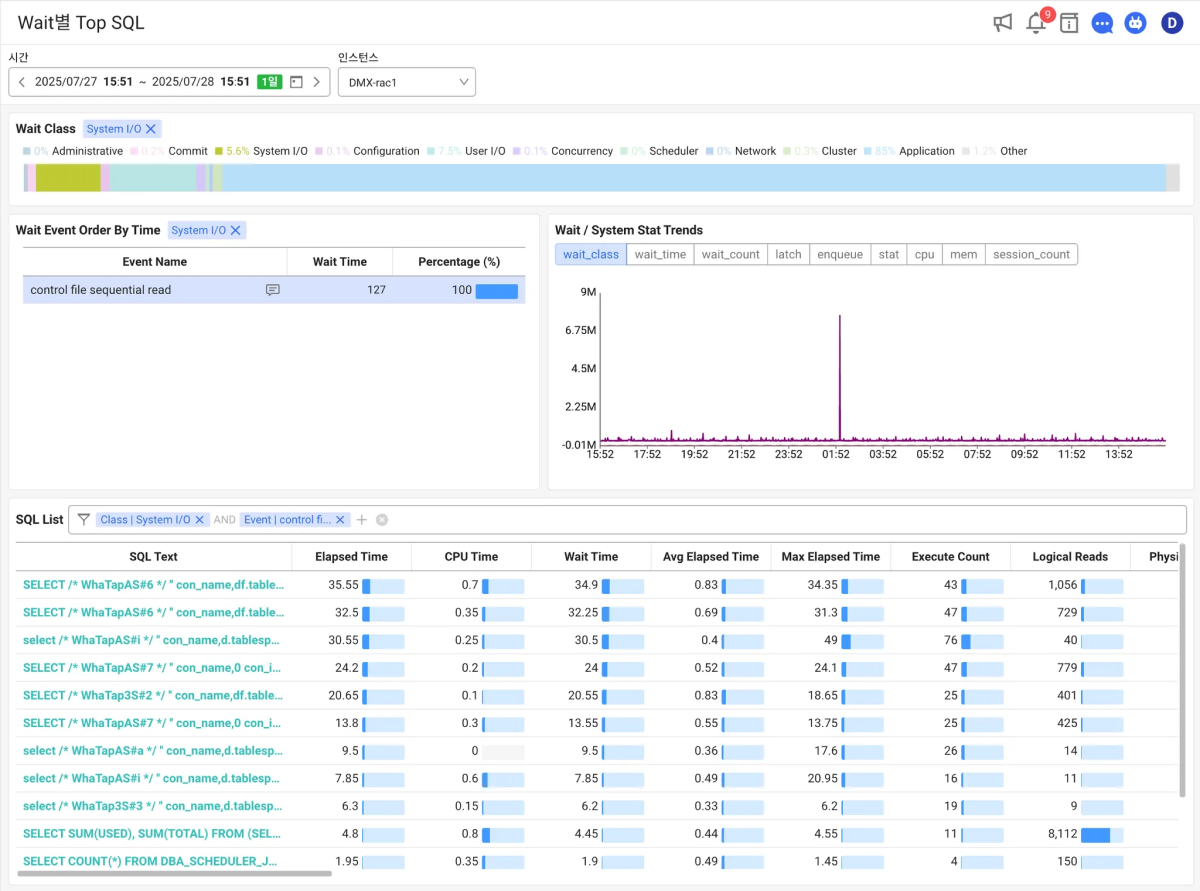 Wait별 Top SQL
9
D
시간
인스턴스
2025/07/27 15:51 ~ 2025/07/28 15:51 1일
DMX-rac1
Wait Class System I/O
0% Administrative 0.2% Commit 5.6% System I/O 0.1% Configuration 7.5% User I/O 0.1% Concurrency 0% Scheduler 0% Network 0.3% Cluster 85% Application 1.2% Other
Wait Event Order By Time System I/O
Event Name Wait Time Percentage (%)
control file sequential read 127 100
Wait / System Stat Trends
wait_class wait_time wait_count latch enqueue stat cpu mem session_count
9M
6.75M
4.5M
2.25M
-0.01M
15:52 17:52 19:52 21:52 23:52 01:52 03:52 05:52 07:52 09:52 11:52 13:52
SQL List Class | System I/O AND Event | control fi...
SQL Text Elapsed Time CPU Time Wait Time Avg Elapsed Time Max Elapsed Time Execute Count Logical Reads Physi
SELECT /* WhaTapAS#6 */ '' con_name,df.table... 35.55 0.7 34.9 0.83 34.35 43 1,056
SELECT /* WhaTapAS#6 */ '' con_name,df.table... 32.5 0.35 32.25 0.69 31.3 47 729
select /* WhaTapAS#i */ '' con_name,d.tablesp... 30.55 0.25 30.5 0.4 49 76 40
SELECT /* WhaTapAS#7 */ '' con_name,0 con_i... 24.2 0.2 24 0.52 24.1 47 779
SELECT /* WhaTap3S#2 */ '' con_name,df.table... 20.65 0.1 20.55 0.83 18.65 25 401
SELECT /* WhaTapAS#7 */ '' con_name,0 con_i... 13.8 0.3 13.55 0.55 13.75 25 425
select /* WhaTapAS#a */ '' con_name,d.tablesp... 9.5 0 9.5 0.36 17.6 26 14
select /* WhaTapAS#i */ '' con_name,d.tablesp... 7.85 0.6 7.85 0.49 20.95 16 11
select /* WhaTap3S#3 */ '' con_name,d.tablesp... 6.3 0.15 6.2 0.33 6.2 19 9
SELECT SUM(USED), SUM(TOTAL) FROM (SEL... 4.8 0.8 4.45 0.44 4.55 11 8,112
SELECT COUNT(*) FROM DBA_SCHEDULER_J... 1.95 0.35 1.9 0.49 1.45 4 150